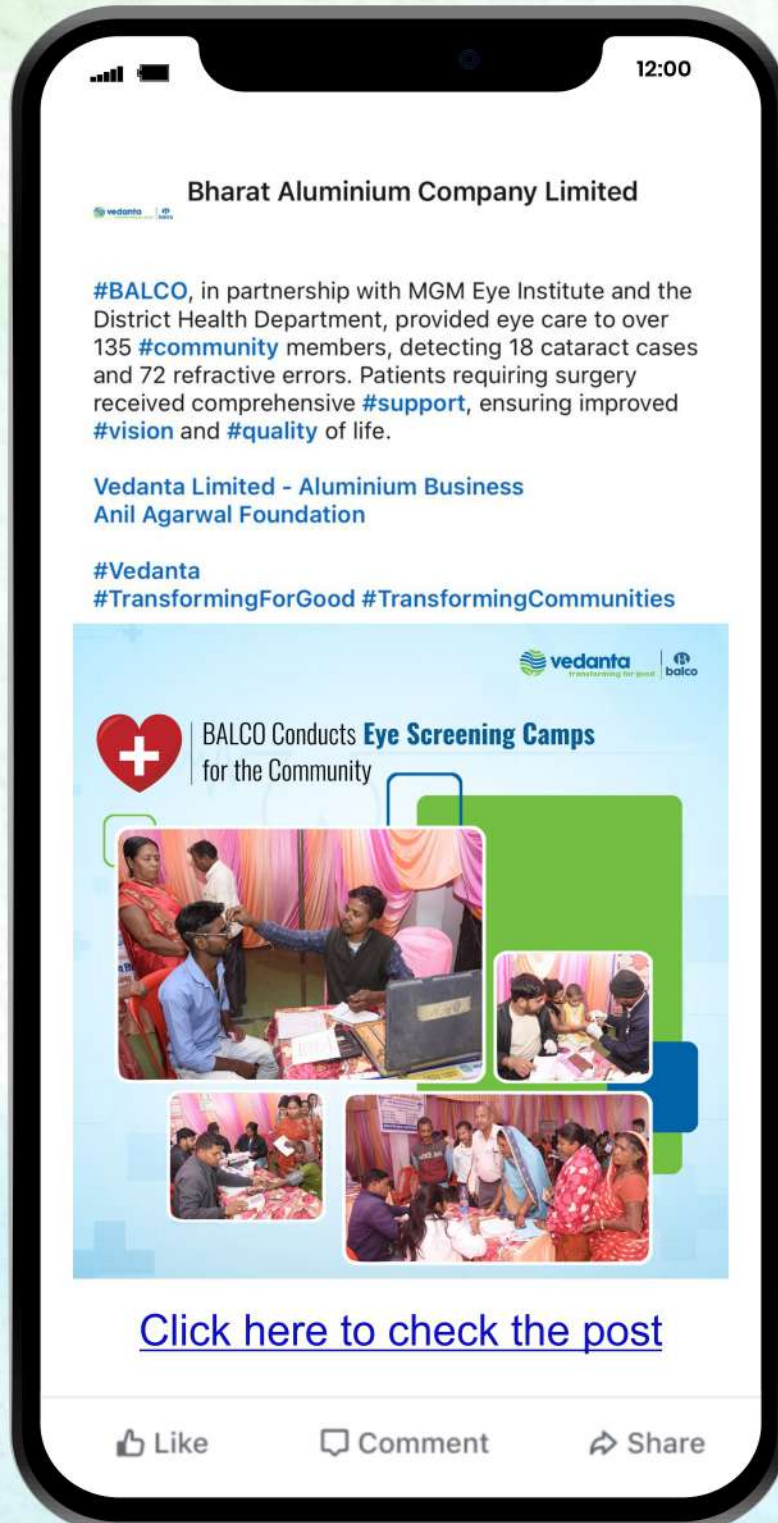 12:00
Bharat Aluminium Company Limited
vedanta
balco
#BALCO, in partnership with MGM Eye Institute and the
District Health Department, provided eye care to over
135 #community members, detecting 18 cataract cases
and 72 refractive errors. Patients requiring surgery
received comprehensive #support, ensuring improved
#vision and #quality of life.
Vedanta Limited - Aluminium Business
Anil Agarwal Foundation
#Vedanta
#TransformingForGood #TransformingCommunities
vedanta
transforming for good
balco
BALCO Conducts Eye Screening Camps
for the Community
Click here to check the post
Like Comment Share